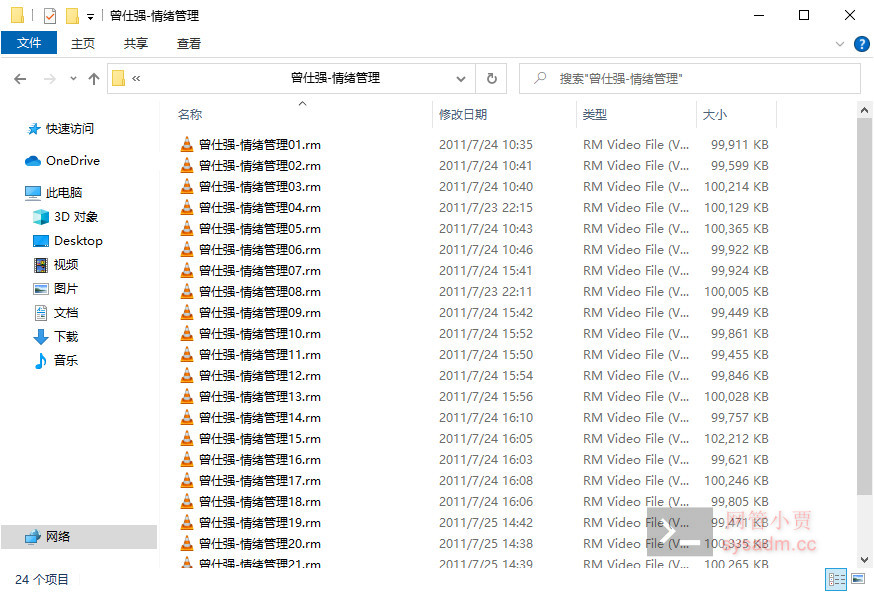 曾仕强-情绪管理
文件 主页 共享 查看
« 曾仕强-情绪管理 搜索"曾仕强-情绪管理"
名称 修改日期 类型 大小
快速访问
OneDrive
此电脑
3D 对象
Desktop
视频
图片
文档
下载
音乐
网络
曾仕强-情绪管理01.rm 2011/7/24 10:35 RM Video File (V... 99,911 KB
曾仕强-情绪管理02.rm 2011/7/24 10:41 RM Video File (V... 99,599 KB
曾仕强-情绪管理03.rm 2011/7/24 10:40 RM Video File (V... 100,214 KB
曾仕强-情绪管理04.rm 2011/7/23 22:15 RM Video File (V... 100,129 KB
曾仕强-情绪管理05.rm 2011/7/24 10:43 RM Video File (V... 100,365 KB
曾仕强-情绪管理06.rm 2011/7/24 10:46 RM Video File (V... 99,922 KB
曾仕强-情绪管理07.rm 2011/7/24 15:41 RM Video File (V... 99,924 KB
曾仕强-情绪管理08.rm 2011/7/23 22:11 RM Video File (V... 100,005 KB
曾仕强-情绪管理09.rm 2011/7/24 15:42 RM Video File (V... 99,449 KB
曾仕强-情绪管理10.rm 2011/7/24 15:52 RM Video File (V... 99,861 KB
曾仕强-情绪管理11.rm 2011/7/24 15:50 RM Video File (V... 99,455 KB
曾仕强-情绪管理12.rm 2011/7/24 15:54 RM Video File (V... 99,846 KB
曾仕强-情绪管理13.rm 2011/7/24 15:56 RM Video File (V... 100,028 KB
曾仕强-情绪管理14.rm 2011/7/24 16:10 RM Video File (V... 99,757 KB
曾仕强-情绪管理15.rm 2011/7/24 16:05 RM Video File (V... 102,212 KB
曾仕强-情绪管理16.rm 2011/7/24 16:03 RM Video File (V... 99,621 KB
曾仕强-情绪管理17.rm 2011/7/24 16:08 RM Video File (V... 100,246 KB
曾仕强-情绪管理18.rm 2011/7/24 16:06 RM Video File (V... 99,805 KB
曾仕强-情绪管理19.rm 2011/7/25 14:42 RM Video File (V... 99,471 KB
曾仕强-情绪管理20.rm 2011/7/25 14:38 RM Video File (V... 100,335 KB
曾仕强-情绪管理21.rm 2011/7/25 14:39 RM Video File (V... 100,265 KB
网管小贾
sysadm.cc
24 个项目